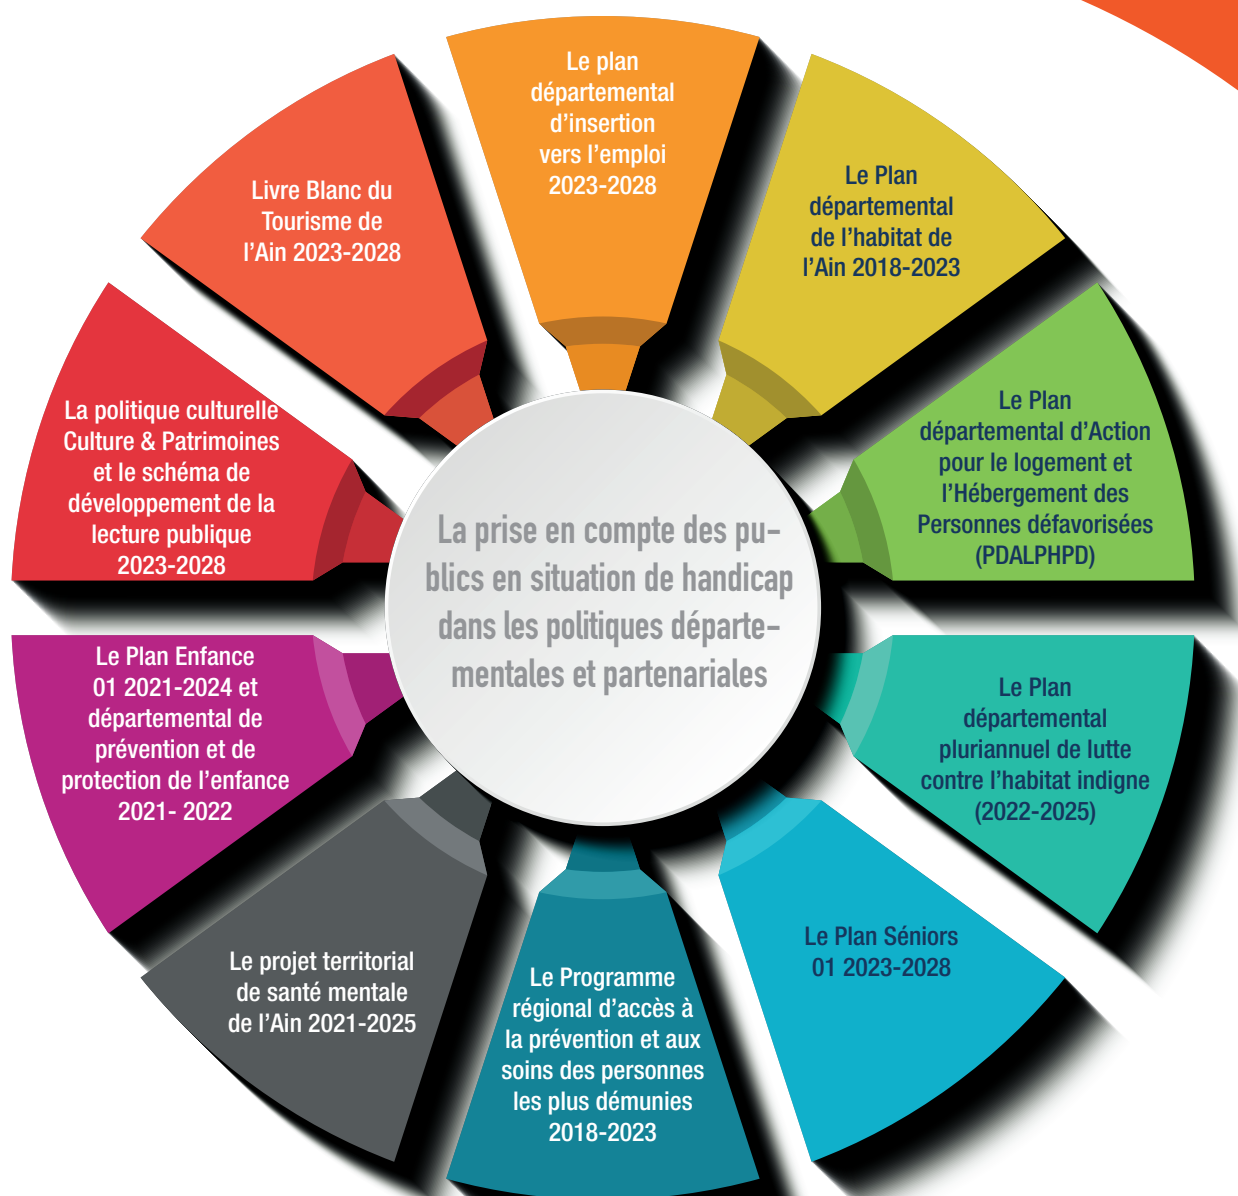 Le plan
départemental
d’insertion
vers l’emploi
2023-2028
Le Plan
départemental
de l’habitat de
l’Ain 2018-2023
Le Plan
départemental d’Action
pour le logement et
l’Hébergement des
Personnes défavorisées
(PDALPHPD)
Le Plan
départemental
pluriannuel de lutte
contre l’habitat indigne
(2022-2025)
Le Plan Séniors
01 2023-2028
Le Programme
régional d’accès à
la prévention et aux
soins des personnes
les plus démunies
2018-2023
Le projet territorial
de santé mentale
de l’Ain 2021-2025
Le Plan Enfance
01 2021-2024 et
départemental de
prévention et de
protection de l’enfance
2021- 2022
La politique culturelle
Culture & Patrimoines
et le schéma de
développement de la
lecture publique
2023-2028
Livre Blanc du
Tourisme de
l’Ain 2023-2028
La prise en compte des pu-
blics en situation de handicap
dans les politiques départe-
mentales et partenariales